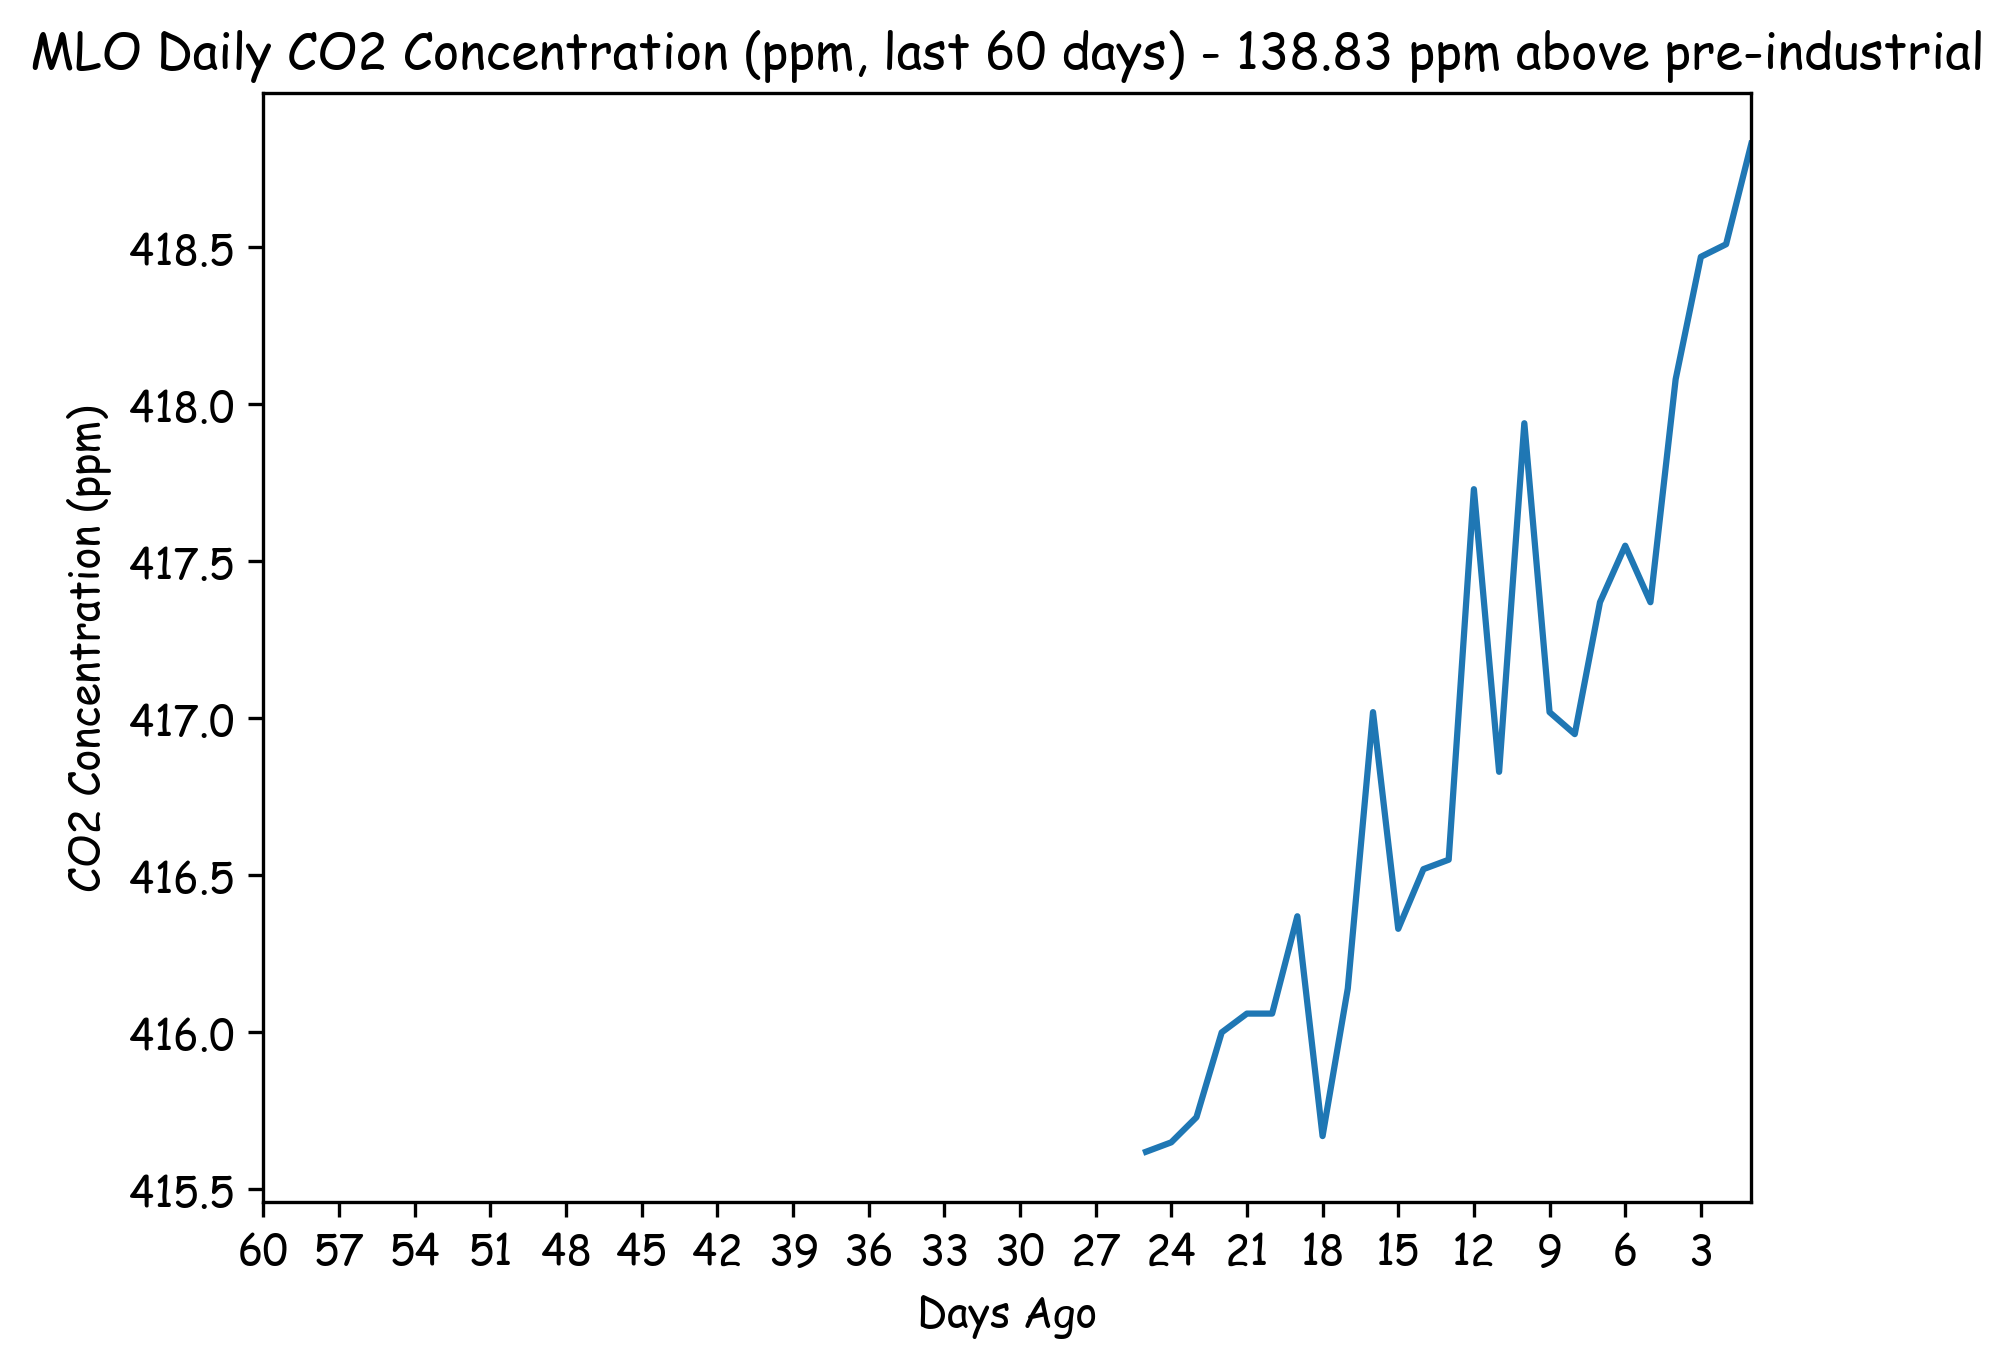 MLO Daily CO2 Concentration (ppm, last 60 days) - 138.83 ppm above pre-industrial
CO2 Concentration (ppm)
418.5
418.0
417.5
417.0
416.5
416.0
415.5
60 57 54 51 48 45 42 39 36 33 30 27 24 21 18 15 12 9 6 3
Days Ago